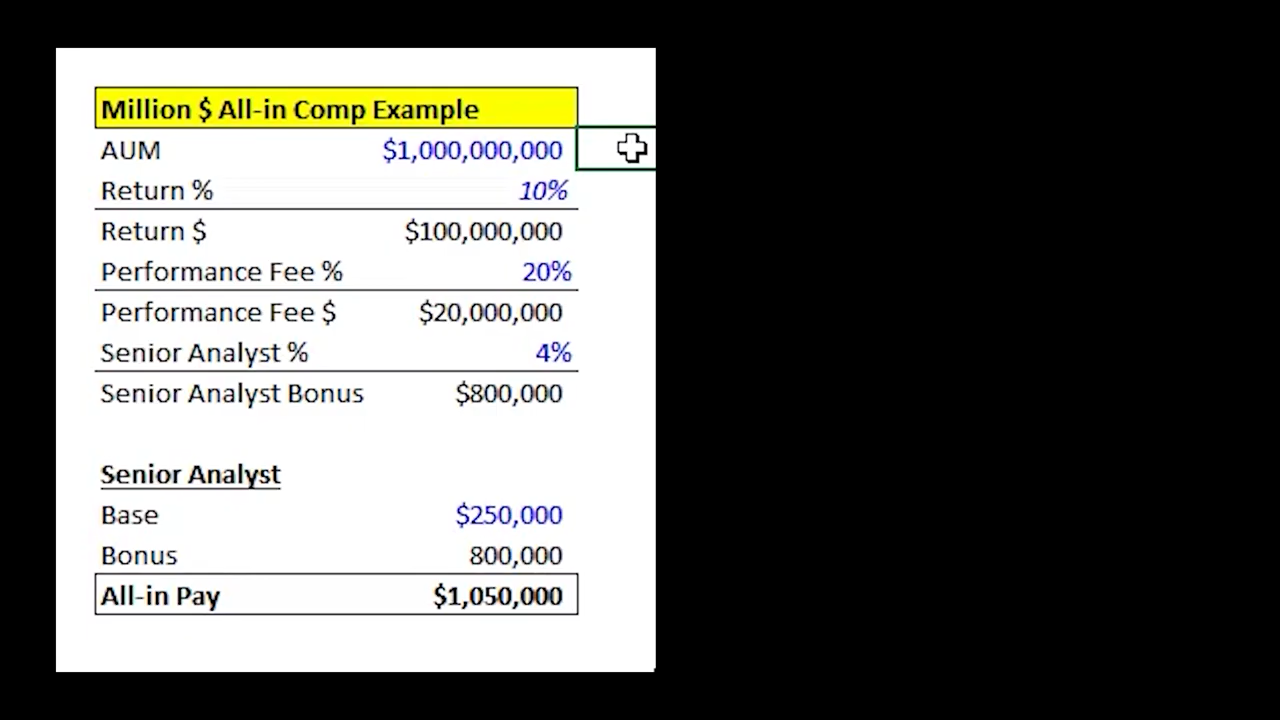 Million $ All-in Comp Example
AUM $1,000,000,000
Return % 10%
Return $ $100,000,000
Performance Fee % 20%
Performance Fee $ $20,000,000
Senior Analyst % 4%
Senior Analyst Bonus $800,000
Senior Analyst
Base $250,000
Bonus 800,000
All-in Pay $1,050,000